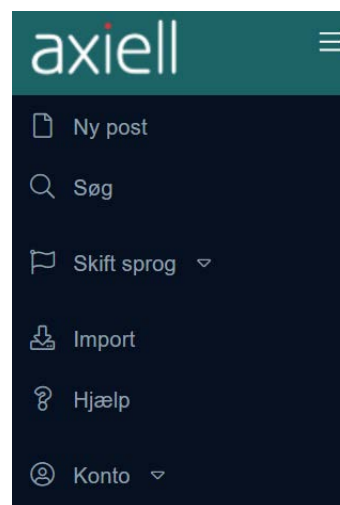 axiell
Ny post
Søg
Skift sprog
Import
Hjælp
Konto